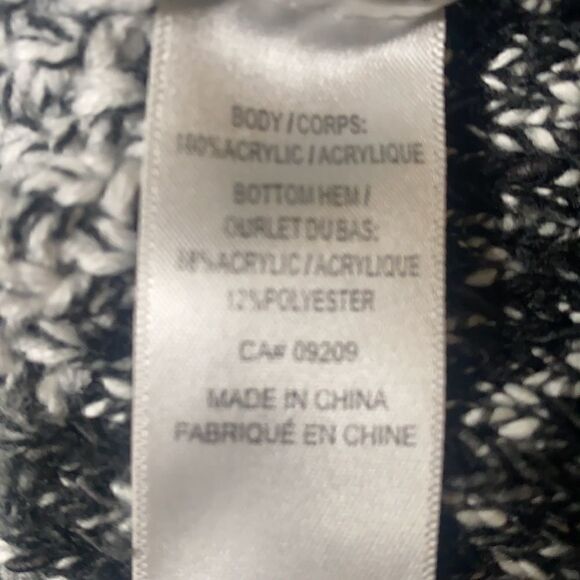 BODY / CORPS:
100% ACRYLIC / ACRYLIQUE
BOTTOM HEM /
OURLET DU BAS:
88% ACRYLIC / ACRYLIQUE
12% POLYESTER
CA# 09209
MADE IN CHINA
FABRIQUÉ EN CHINE